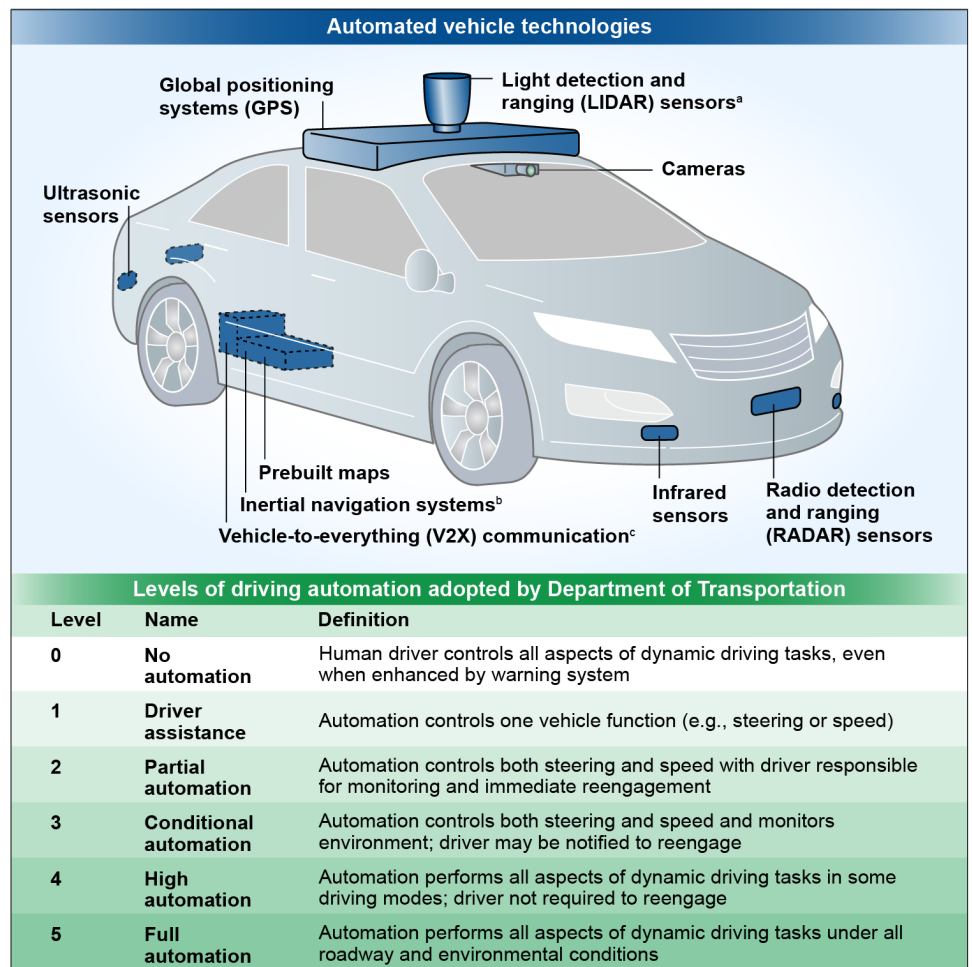 Automated vehicle technologies
Global positioning
systems (GPS)
Light detection and
ranging (LIDAR) sensorsᵃ
Cameras
Ultrasonic
sensors
Prebuilt maps
Inertial navigation systemsᵇ
Vehicle-to-everything (V2X) communicationᶜ
Infrared
sensors
Radio detection
and ranging
(RADAR) sensors
Levels of driving automation adopted by Department of Transportation
Level Name Definition
0 No automation Human driver controls all aspects of dynamic driving tasks, even
when enhanced by warning system
1 Driver assistance Automation controls one vehicle function (e.g., steering or speed)
2 Partial automation Automation controls both steering and speed with driver responsible
for monitoring and immediate reengagement
3 Conditional automation Automation controls both steering and speed and monitors
environment; driver may be notified to reengage
4 High automation Automation performs all aspects of dynamic driving tasks in some
driving modes; driver not required to reengage
5 Full automation Automation performs all aspects of dynamic driving tasks under all
roadway and environmental conditions